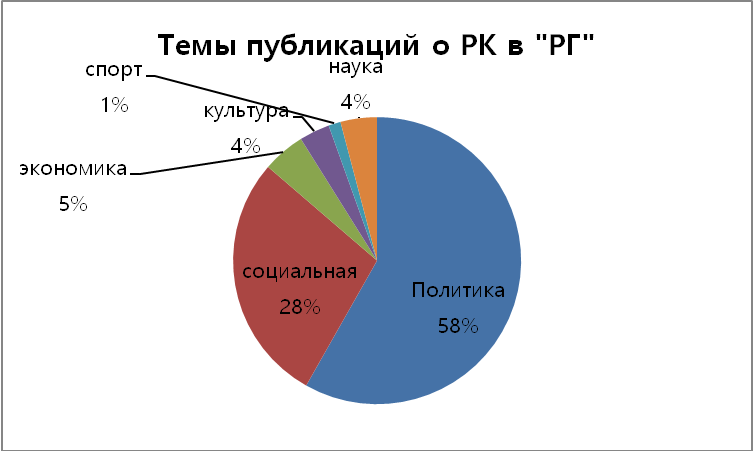 Темы публикаций о РК в "РГ"
спорт
1%
наука
4%
культура
4%
экономика
5%
социальная
28%
Политика
58%